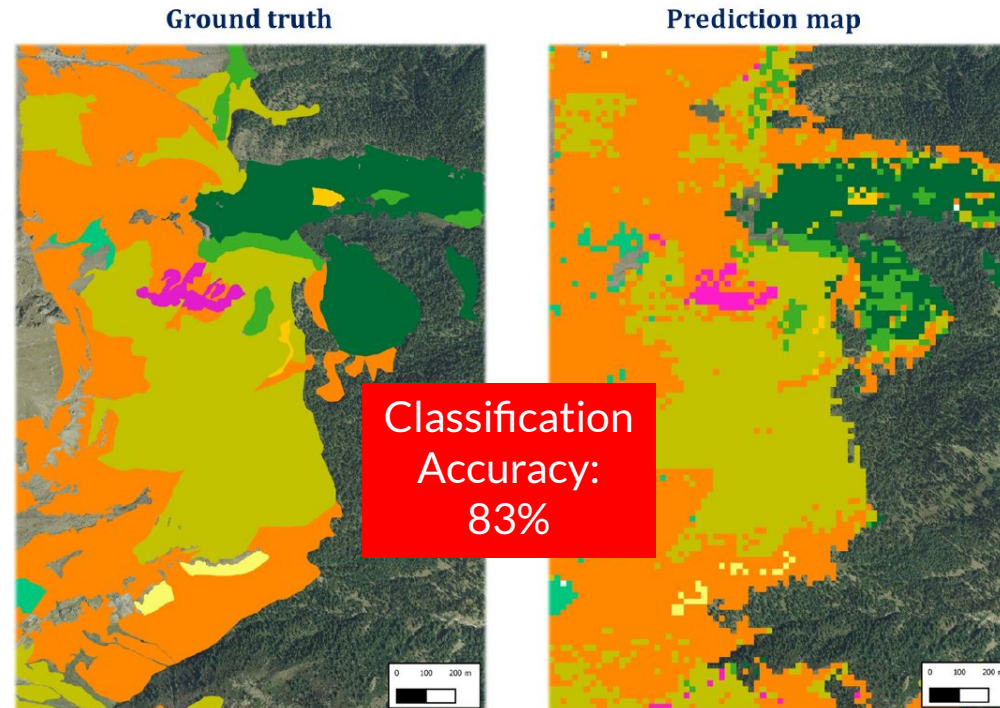 Ground truth
Prediction map
Classification
Accuracy:
83%
0 100 200 m
0 100 200 m